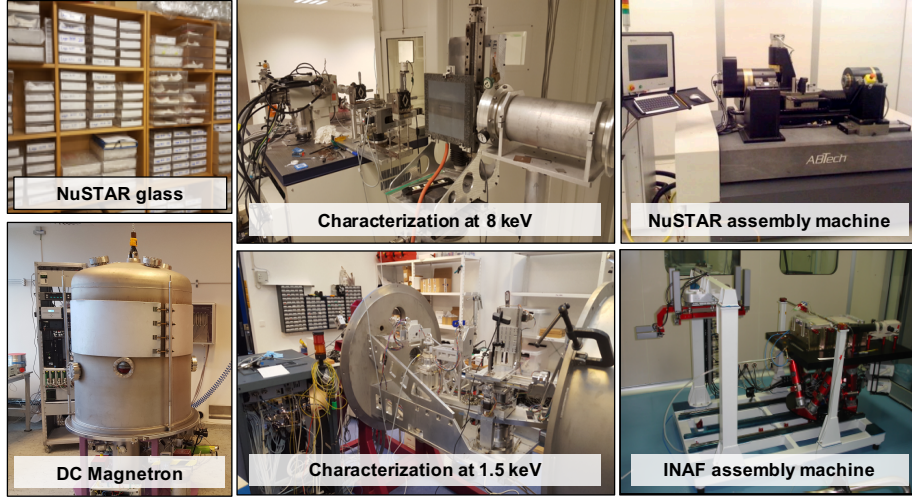 NuSTAR glass
Characterization at 8 keV
ABTech
NuSTAR assembly machine
DC Magnetron
Characterization at 1.5 keV
INAF assembly machine